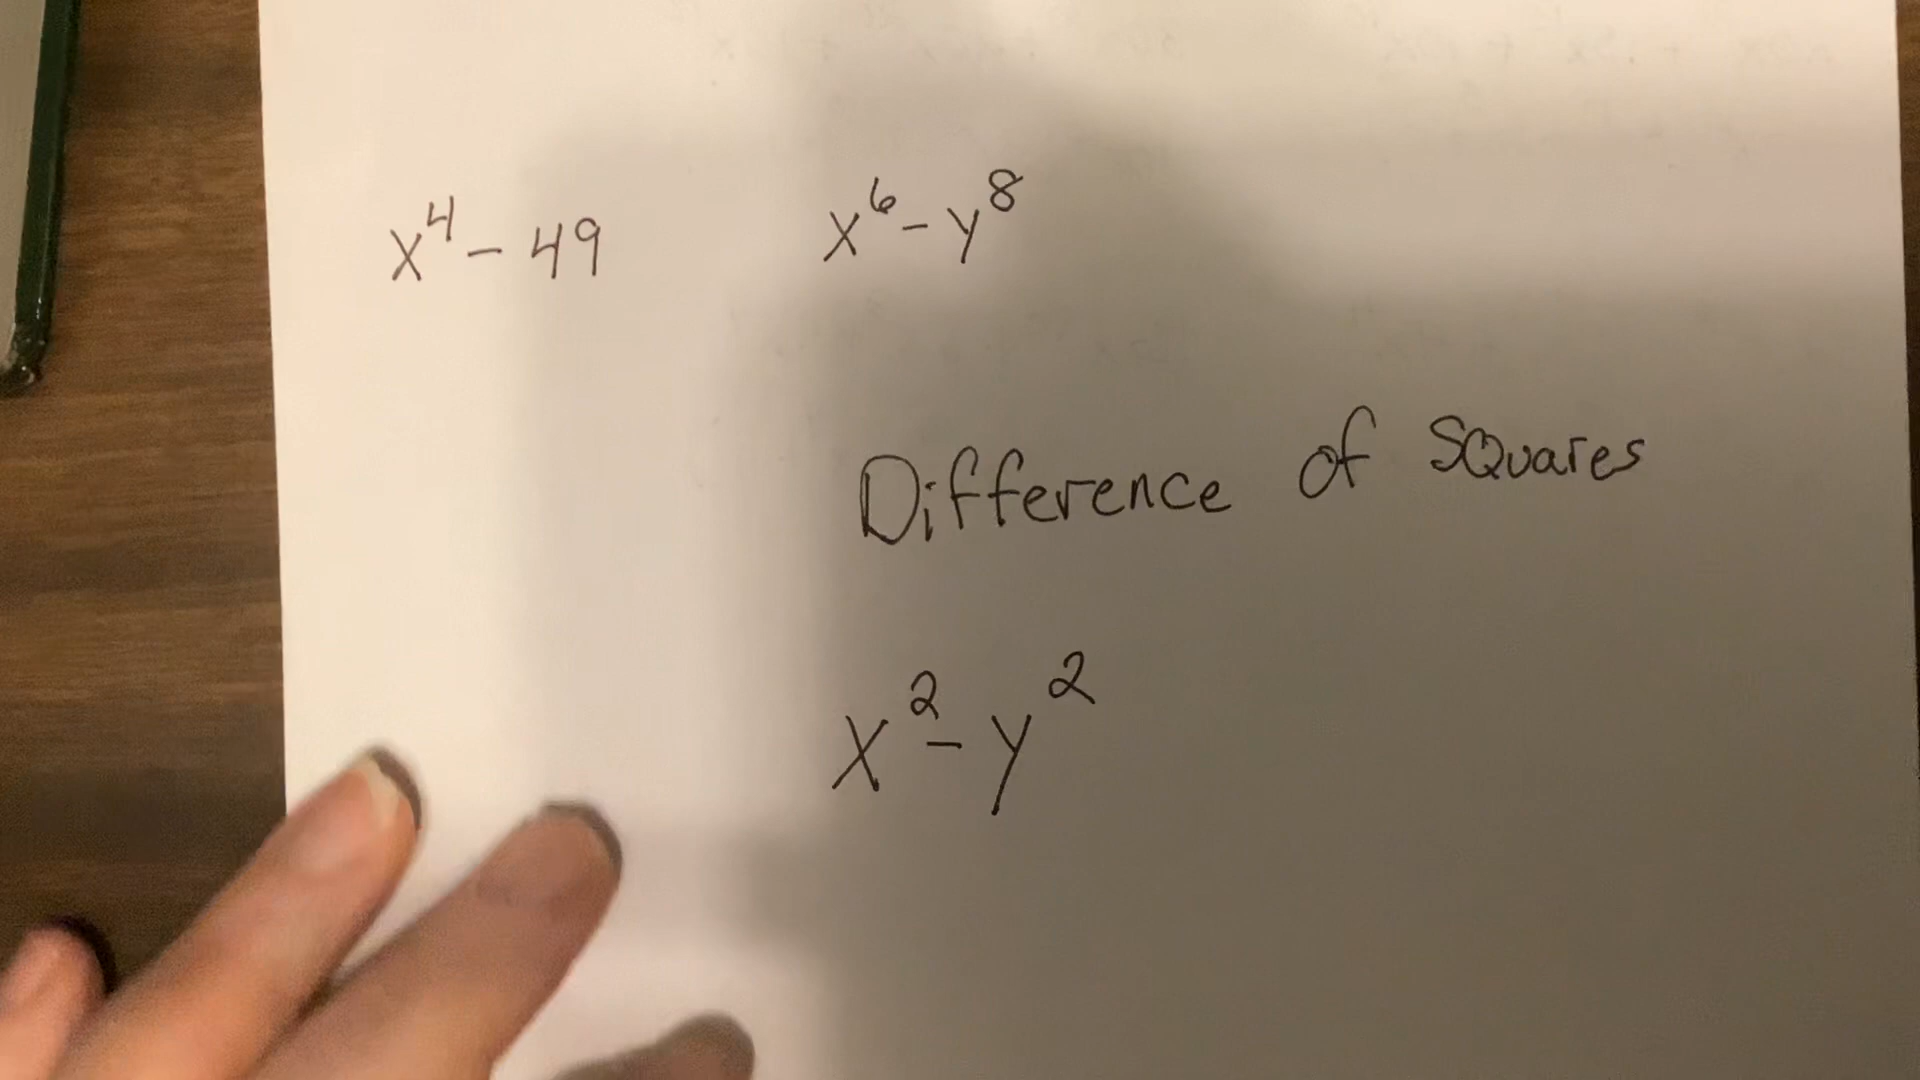 x⁴ - 49    x⁶ - y⁸
Difference of Squares
x² - y²